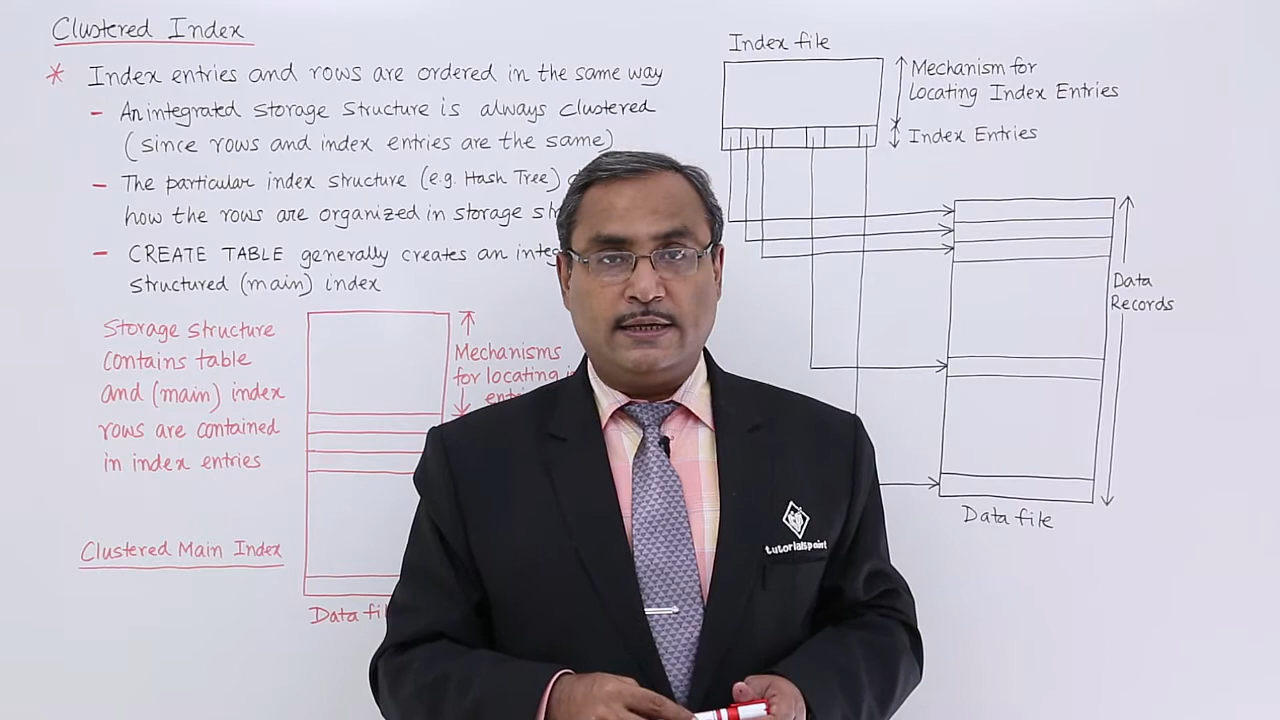 Clustered Index
* Index entries and rows are ordered in the same way
- An integrated storage structure is always clustered
(since rows and index entries are the same)
- The particular index structure (e.g. Hash Tree)
how the rows are organized in storage
- CREATE TABLE generally creates an
structured (main) index
Storage structure
contains table
and (main) index
rows are contained
in index entries
Mechanisms
for locating
Clustered Main Index
Data
Index file
Mechanism for
Locating Index Entries
Index Entries
Data
Records
Data file
tutorialspoint